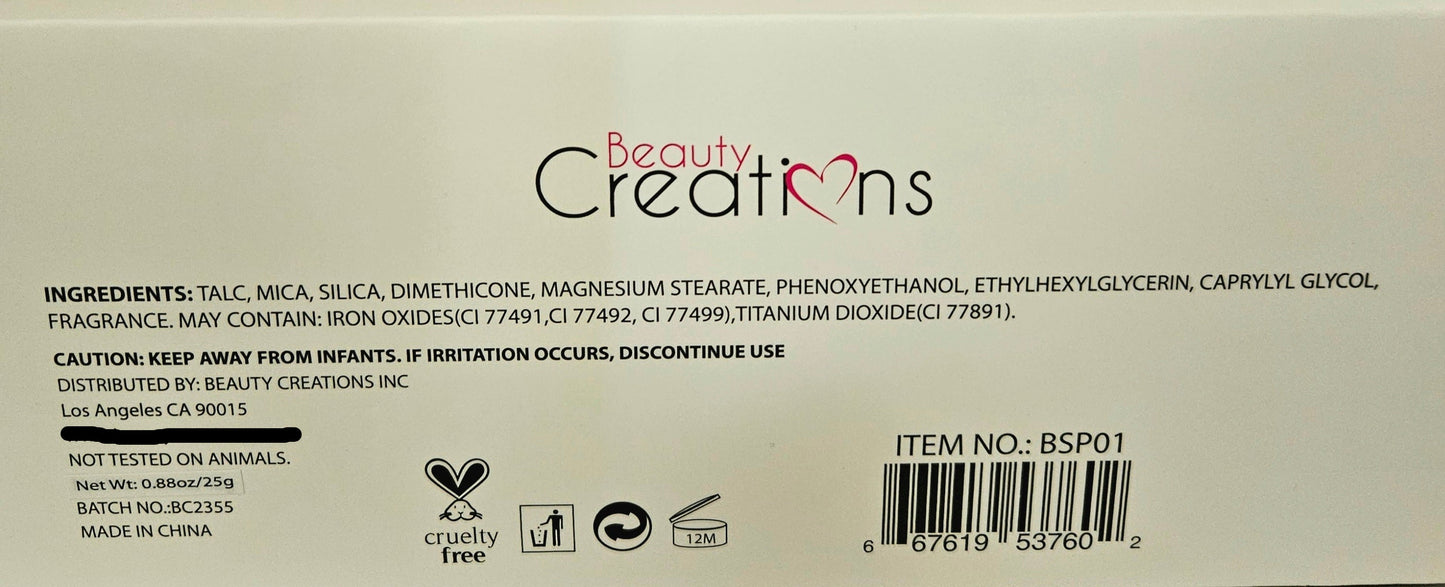 Beauty
Creations
INGREDIENTS: TALC, MICA, SILICA, DIMETHICONE, MAGNESIUM STEARATE, PHENOXYETHANOL, ETHYLHEXYLGLYCERIN, CAPRYLYL GLYCOL,
FRAGRANCE. MAY CONTAIN: IRON OXIDES(CI 77491,CI 77492, CI 77499),TITANIUM DIOXIDE(CI 77891).
CAUTION: KEEP AWAY FROM INFANTS. IF IRRITATION OCCURS, DISCONTINUE USE
DISTRIBUTED BY: BEAUTY CREATIONS INC
Los Angeles CA 90015
NOT TESTED ON ANIMALS.
Net Wt: 0.88oz/25g
BATCH NO.:BC2355
MADE IN CHINA
cruelty
free
12M
ITEM NO.: BSP01
6 67619 53760 2